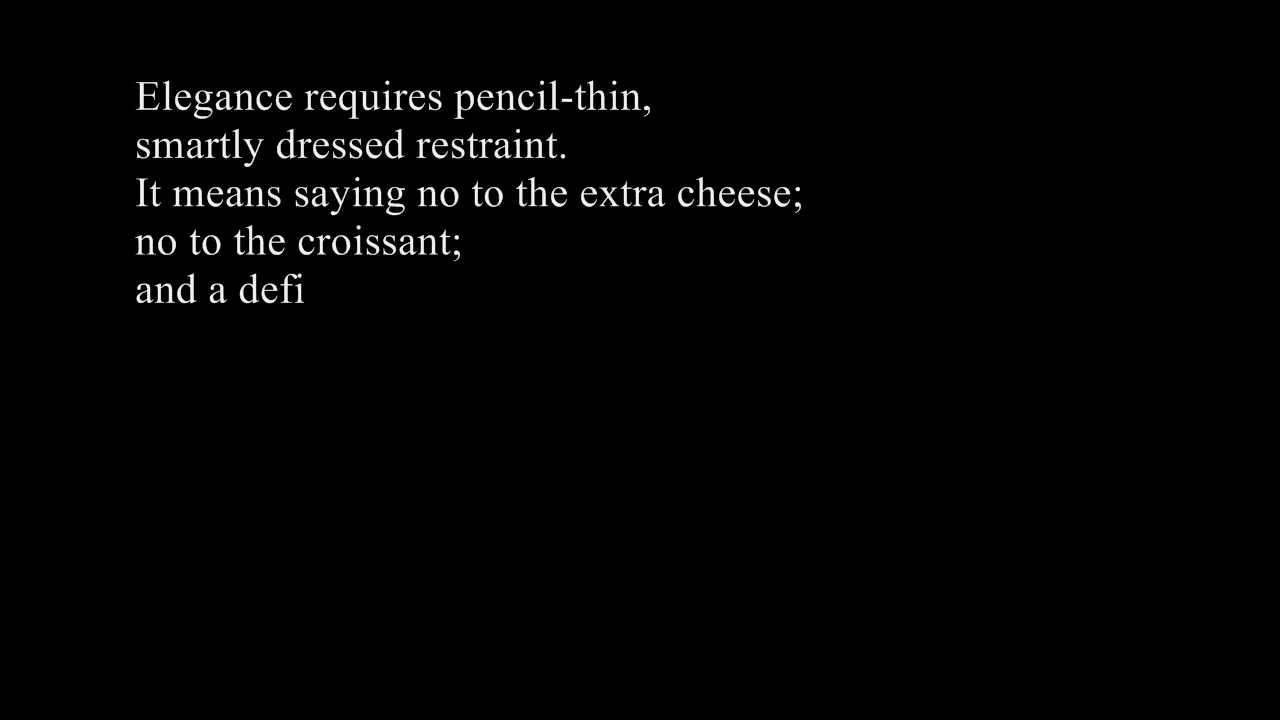 Elegance requires pencil-thin,
smartly dressed restraint.
It means saying no to the extra cheese;
no to the croissant;
and a defi